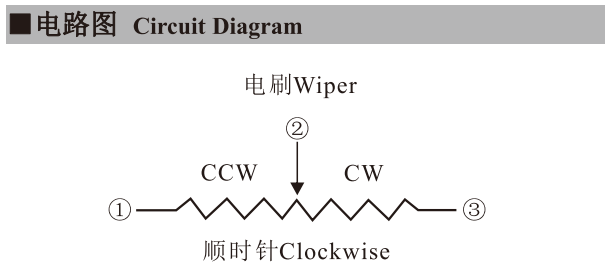 ■电路图 Circuit Diagram
电刷Wiper
②
CCW CW
① ③
顺时针Clockwise